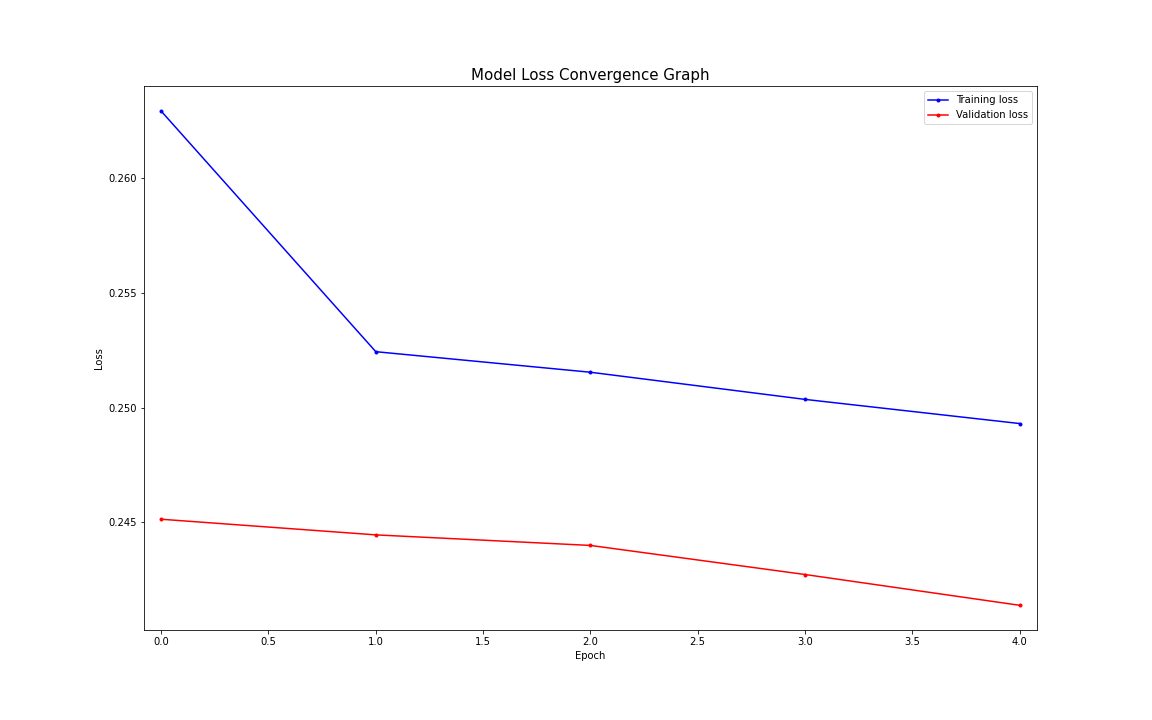 Model Loss Convergence Graph
Training loss
Validation loss
0.260
0.255
0.250
0.245
Loss
0.0 0.5 1.0 1.5 2.0 2.5 3.0 3.5 4.0
Epoch